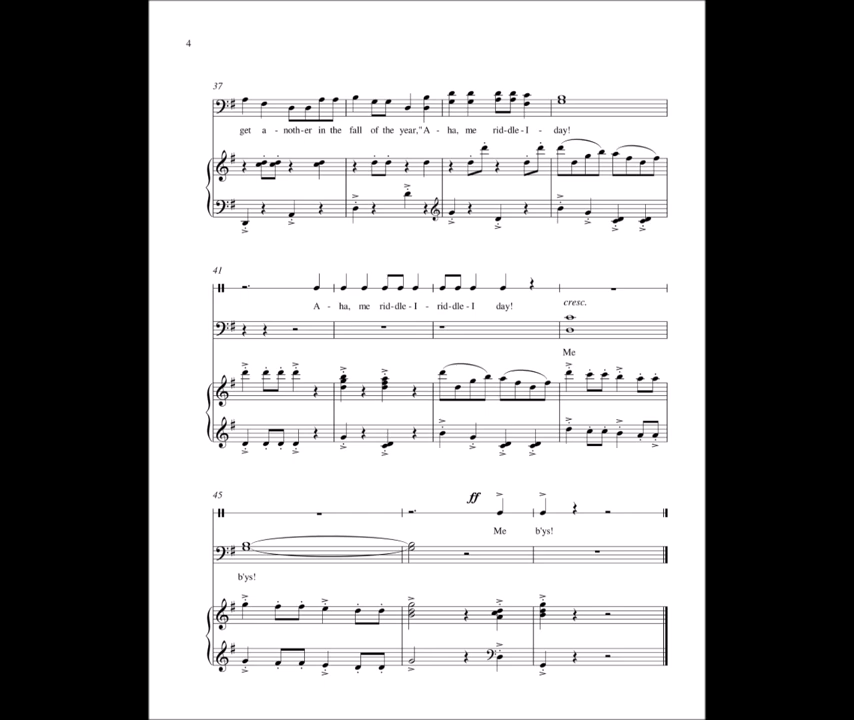 4
37
get a - noth-er in the fall of the year,"A - ha, me rid-dle-I - day!
41
A - ha, me rid-dle-I - rid-dle-I day!
cresc.
Me
45
ff
Me b'ys!
b'ys!